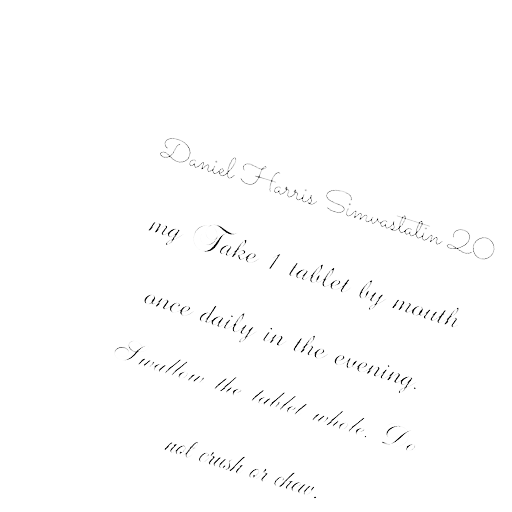 Daniel Harris Simvastatin 20
mg Take 1 tablet by mouth
once daily in the evening.
Swallow the tablet whole. Do
not crush or chew.